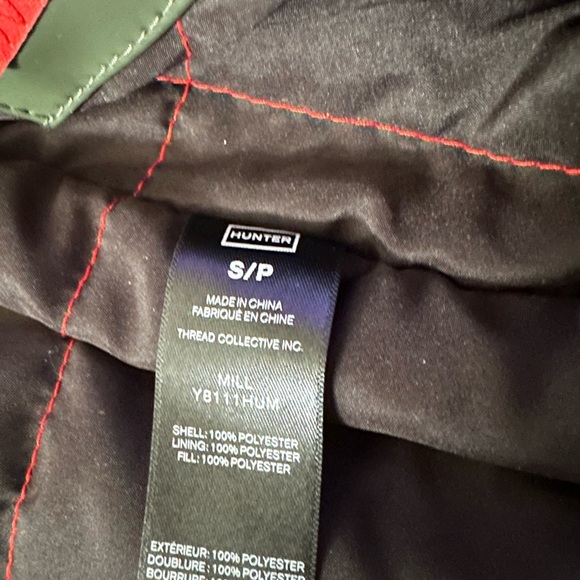 HUNTER
S/P
MADE IN CHINA
FABRIQUÉ EN CHINE
THREAD COLLECTIVE INC.
MILL
Y8111HUM
SHELL: 100% POLYESTER
LINING: 100% POLYESTER
FILL: 100% POLYESTER
EXTÉRIEUR: 100% POLYESTER
DOUBLURE: 100% POLYESTER